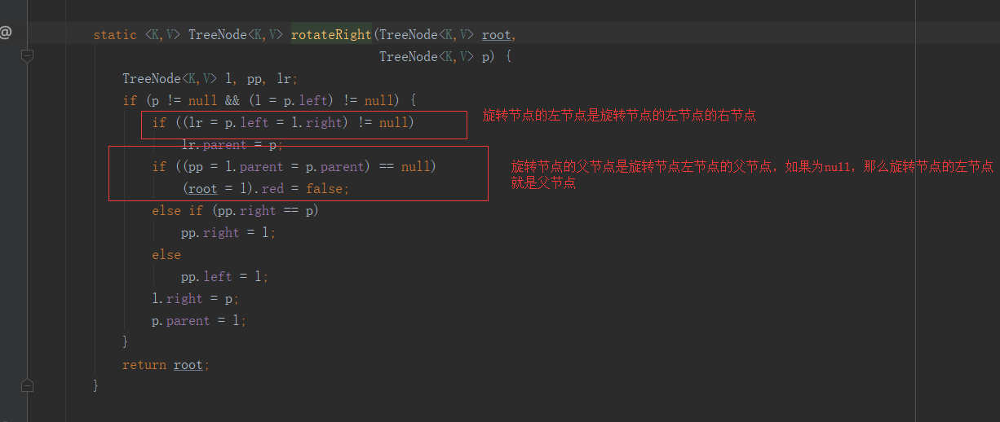 @
static <K,V> TreeNode<K,V> rotateRight(TreeNode<K,V> root,
TreeNode<K,V> p) {
TreeNode<K,V> l, pp, lr;
if (p != null && (l = p.left) != null) {
if ((lr = p.left = l.right) != null)
旋转节点的左节点是旋转节点的左节点的右节点
lr.parent = p;
if ((pp = l.parent = p.parent) == null)
旋转节点的父节点是旋转节点左节点的父节点，如果为null，那么旋转节点的左节点
就是父节点
(root = l).red = false;
else if (pp.right == p)
pp.right = l;
else
pp.left = l;
l.right = p;
p.parent = l;
}
return root;
}